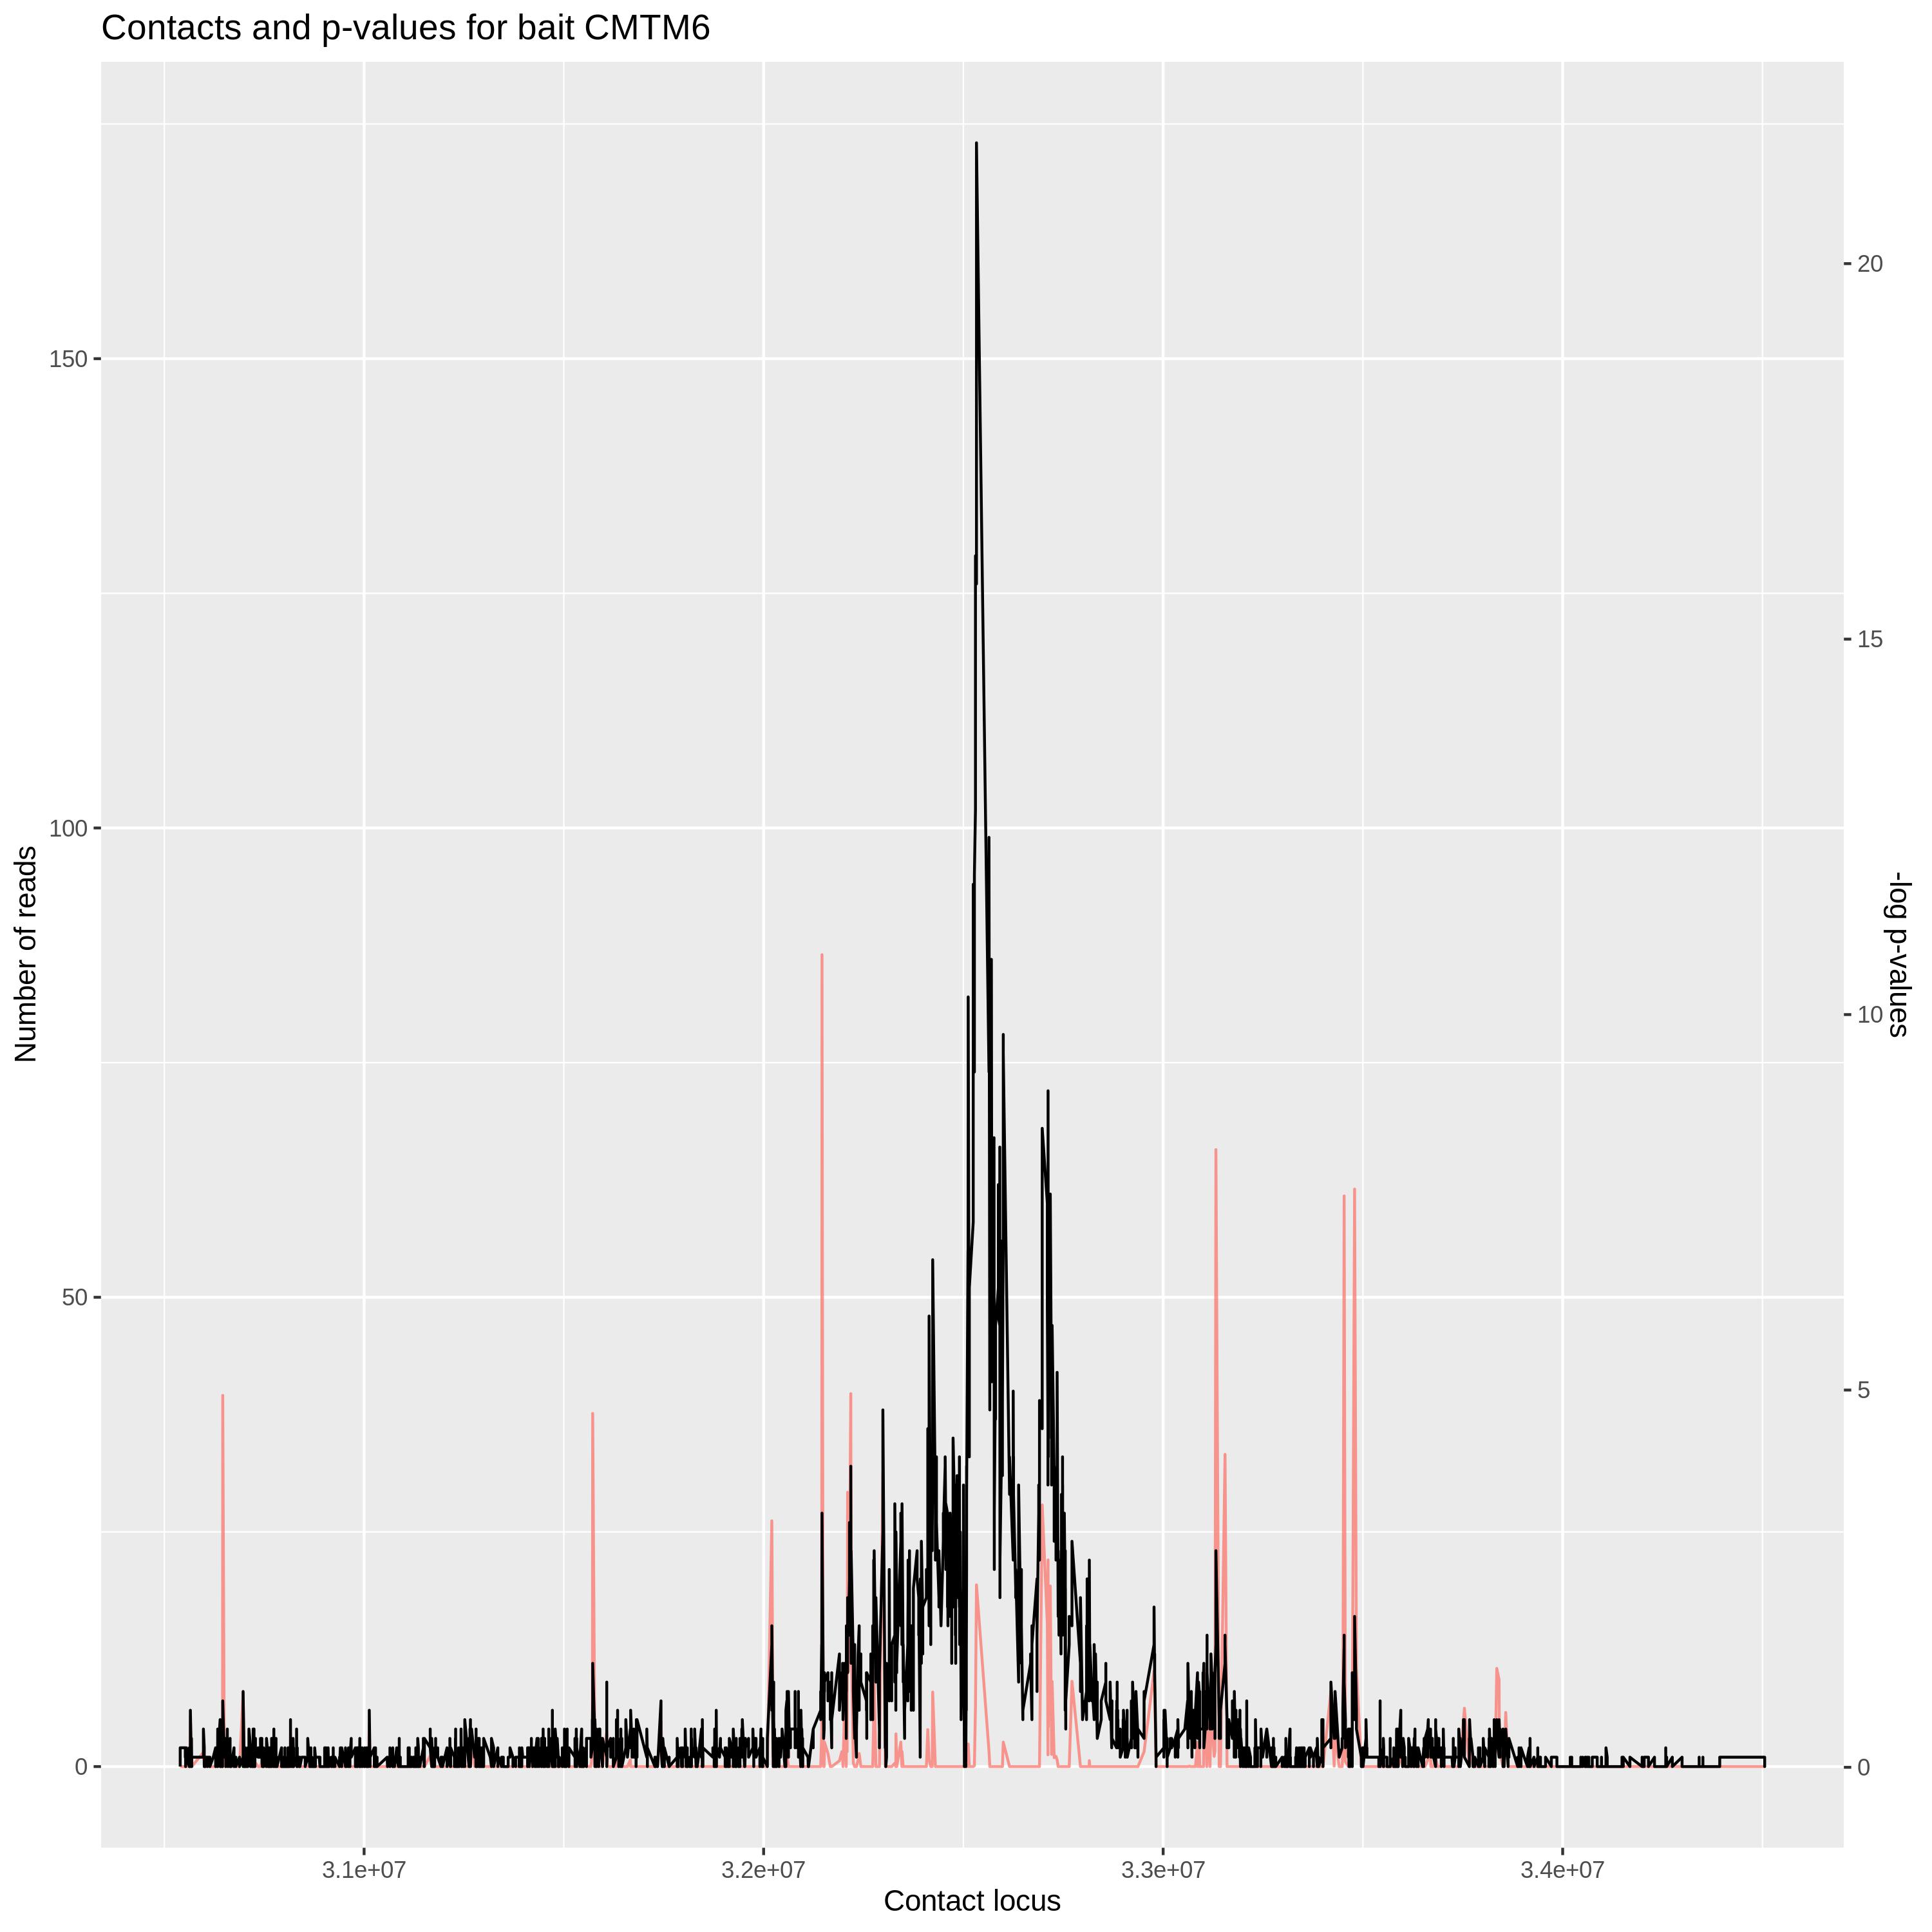 Contacts and p-values for bait CMTM6
150
100
50
0
Number of reads
20
15
10
5
0
-log p-values
3.1e+07
3.2e+07
3.3e+07
3.4e+07
Contact locus